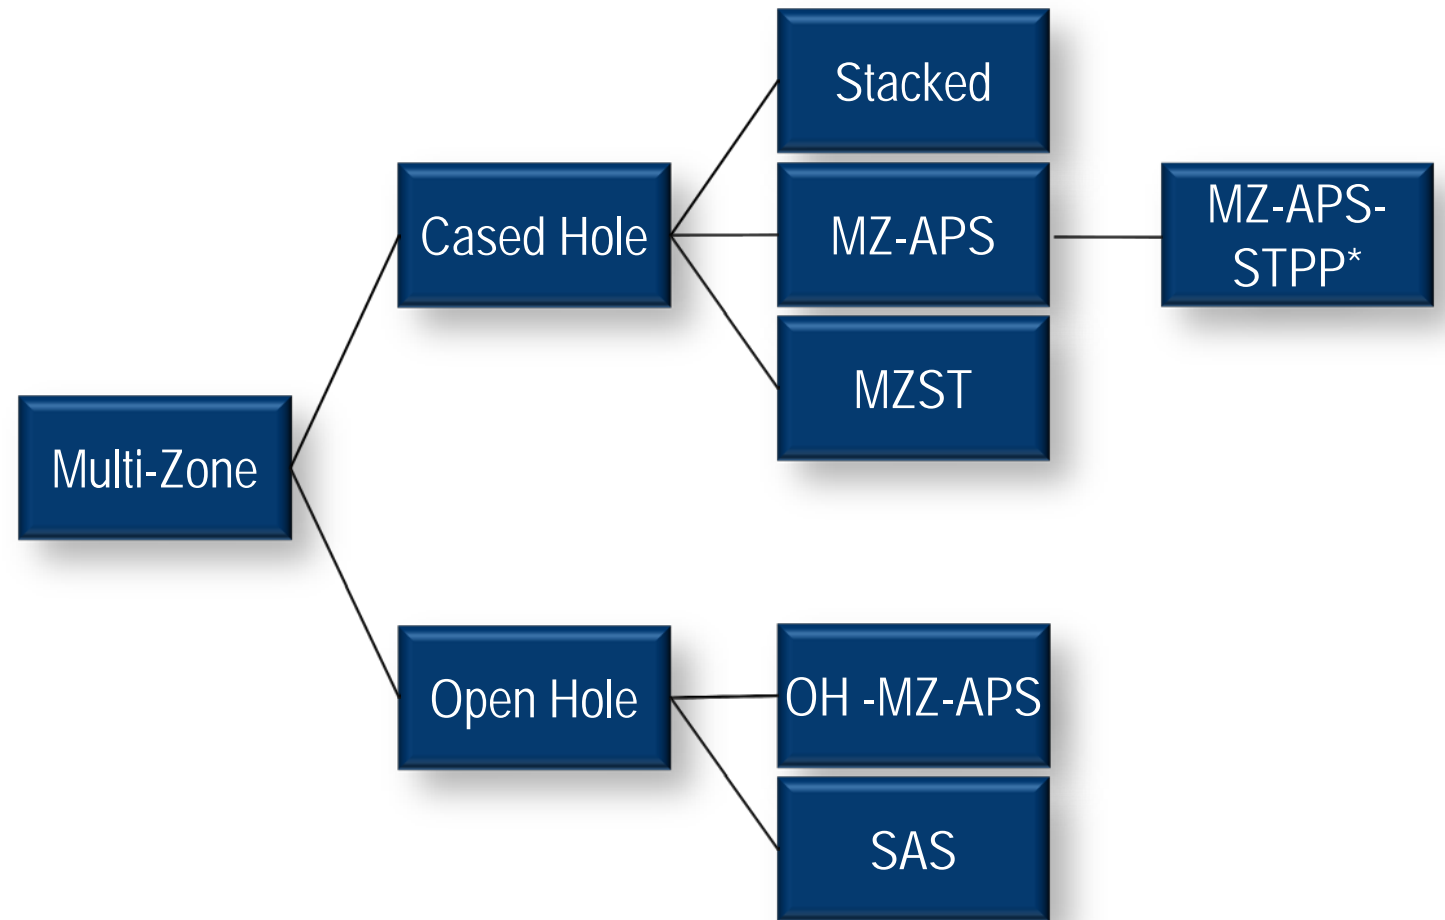 Stacked
Cased Hole
MZ-APS
MZ-APS-
STPP*
MZST
Multi-Zone
Open Hole
OH -MZ-APS
SAS